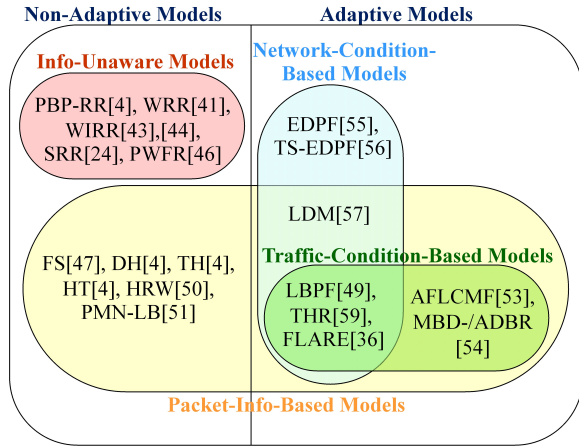 Non-Adaptive Models
Adaptive Models
Info-Unaware Models
Network-Condition-
Based Models
PBP-RR[4], WRR[41],
WIRR[43],[44],
SRR[24], PWFR[46]
EDPF[55],
TS-EDPF[56]
LDM[57]
Traffic-Condition-Based Models
FS[47], DH[4], TH[4],
HT[4], HRW[50],
PMN-LB[51]
LBPF[49],
THR[59],
FLARE[36]
AFLCMF[53],
MBD-/ADBR
[54]
Packet-Info-Based Models